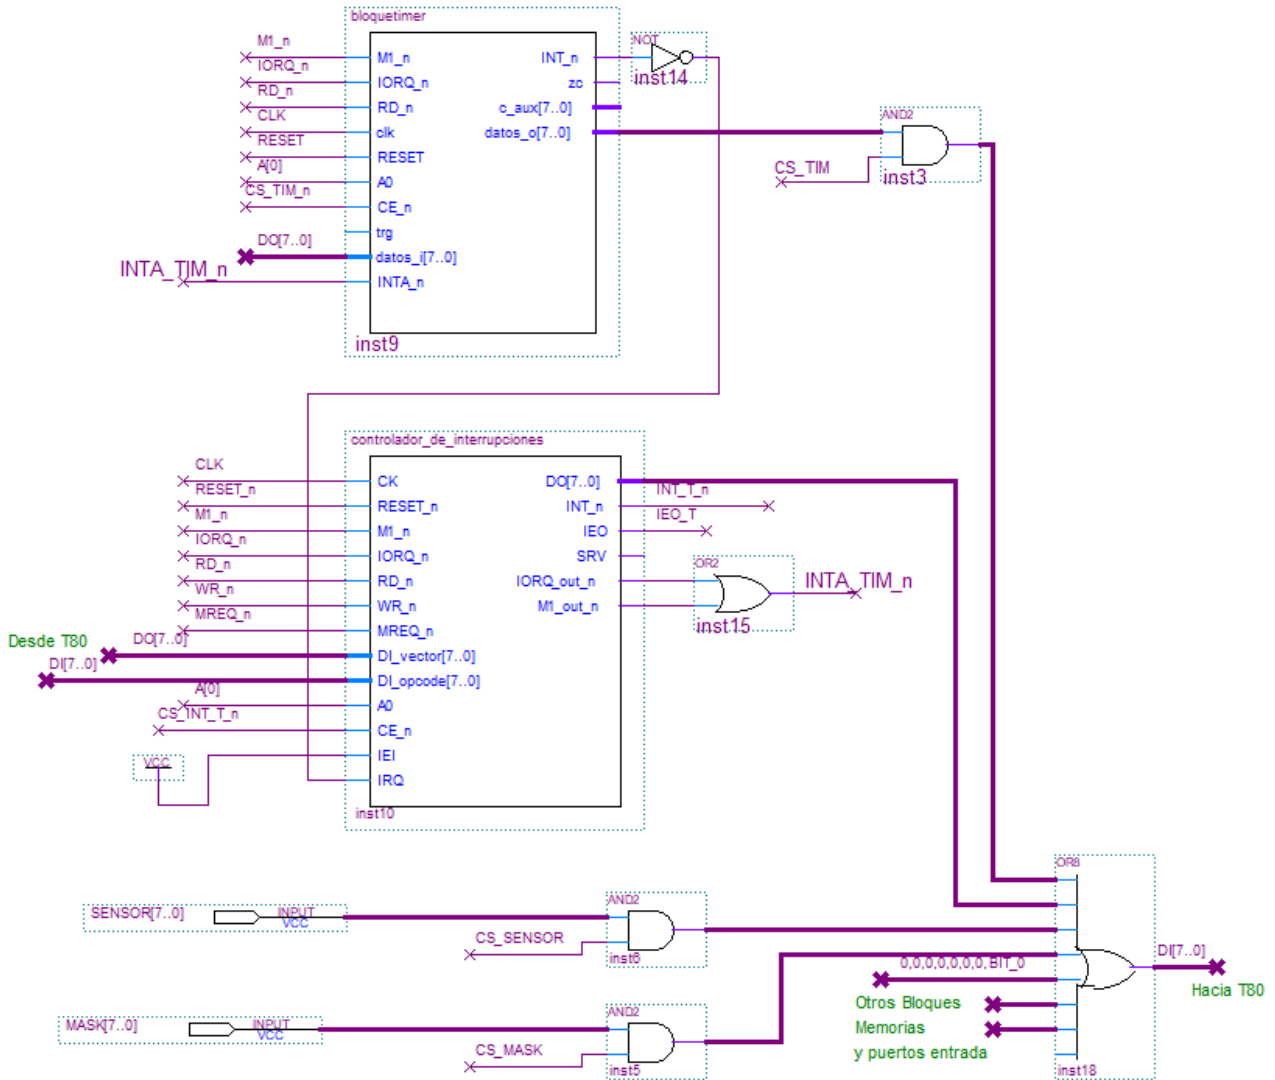 bloquetimer
M1_n
IORQ_n
RD_n
CLK
RESET
A[0]
CS_TIM_n
DO[7..0]
INTA_TIM_n
M1_n
IORQ_n
RD_n
clk
RESET
A0
CE_n
trg
datos_i[7..0]
INTA_n
INT_n
zc
c_aux[7..0]
datos_o[7..0]
inst9
NOT
inst14
AND2
CS_TIM
inst3
controlador_de_interrupciones
CLK
RESET_n
M1_n
IORQ_n
RD_n
WR_n
MREQ_n
Desde T80
DO[7..0]
DI[7..0]
A[0]
CS_INT_T_n
VCC
CK
RESET_n
M1_n
IORQ_n
RD_n
WR_n
MREQ_n
DI_vector[7..0]
DI_opcode[7..0]
A0
CE_n
IEI
IRQ
DO[7..0]
INT_n
IEO
SRV
IORQ_out_n
M1_out_n
inst10
INT_T_n
IEO_T
OR2
INTA_TIM_n
inst15
SENSOR[7..0]
INPUT
VCC
AND2
CS_SENSOR
inst6
MASK[7..0]
INPUT
VCC
AND2
CS_MASK
inst5
OR8
0,0,0,0,0,0,0,BIT_0
Otros Bloques
Memorias
y puertos entrada
DI[7..0]
Hacia T80
inst18